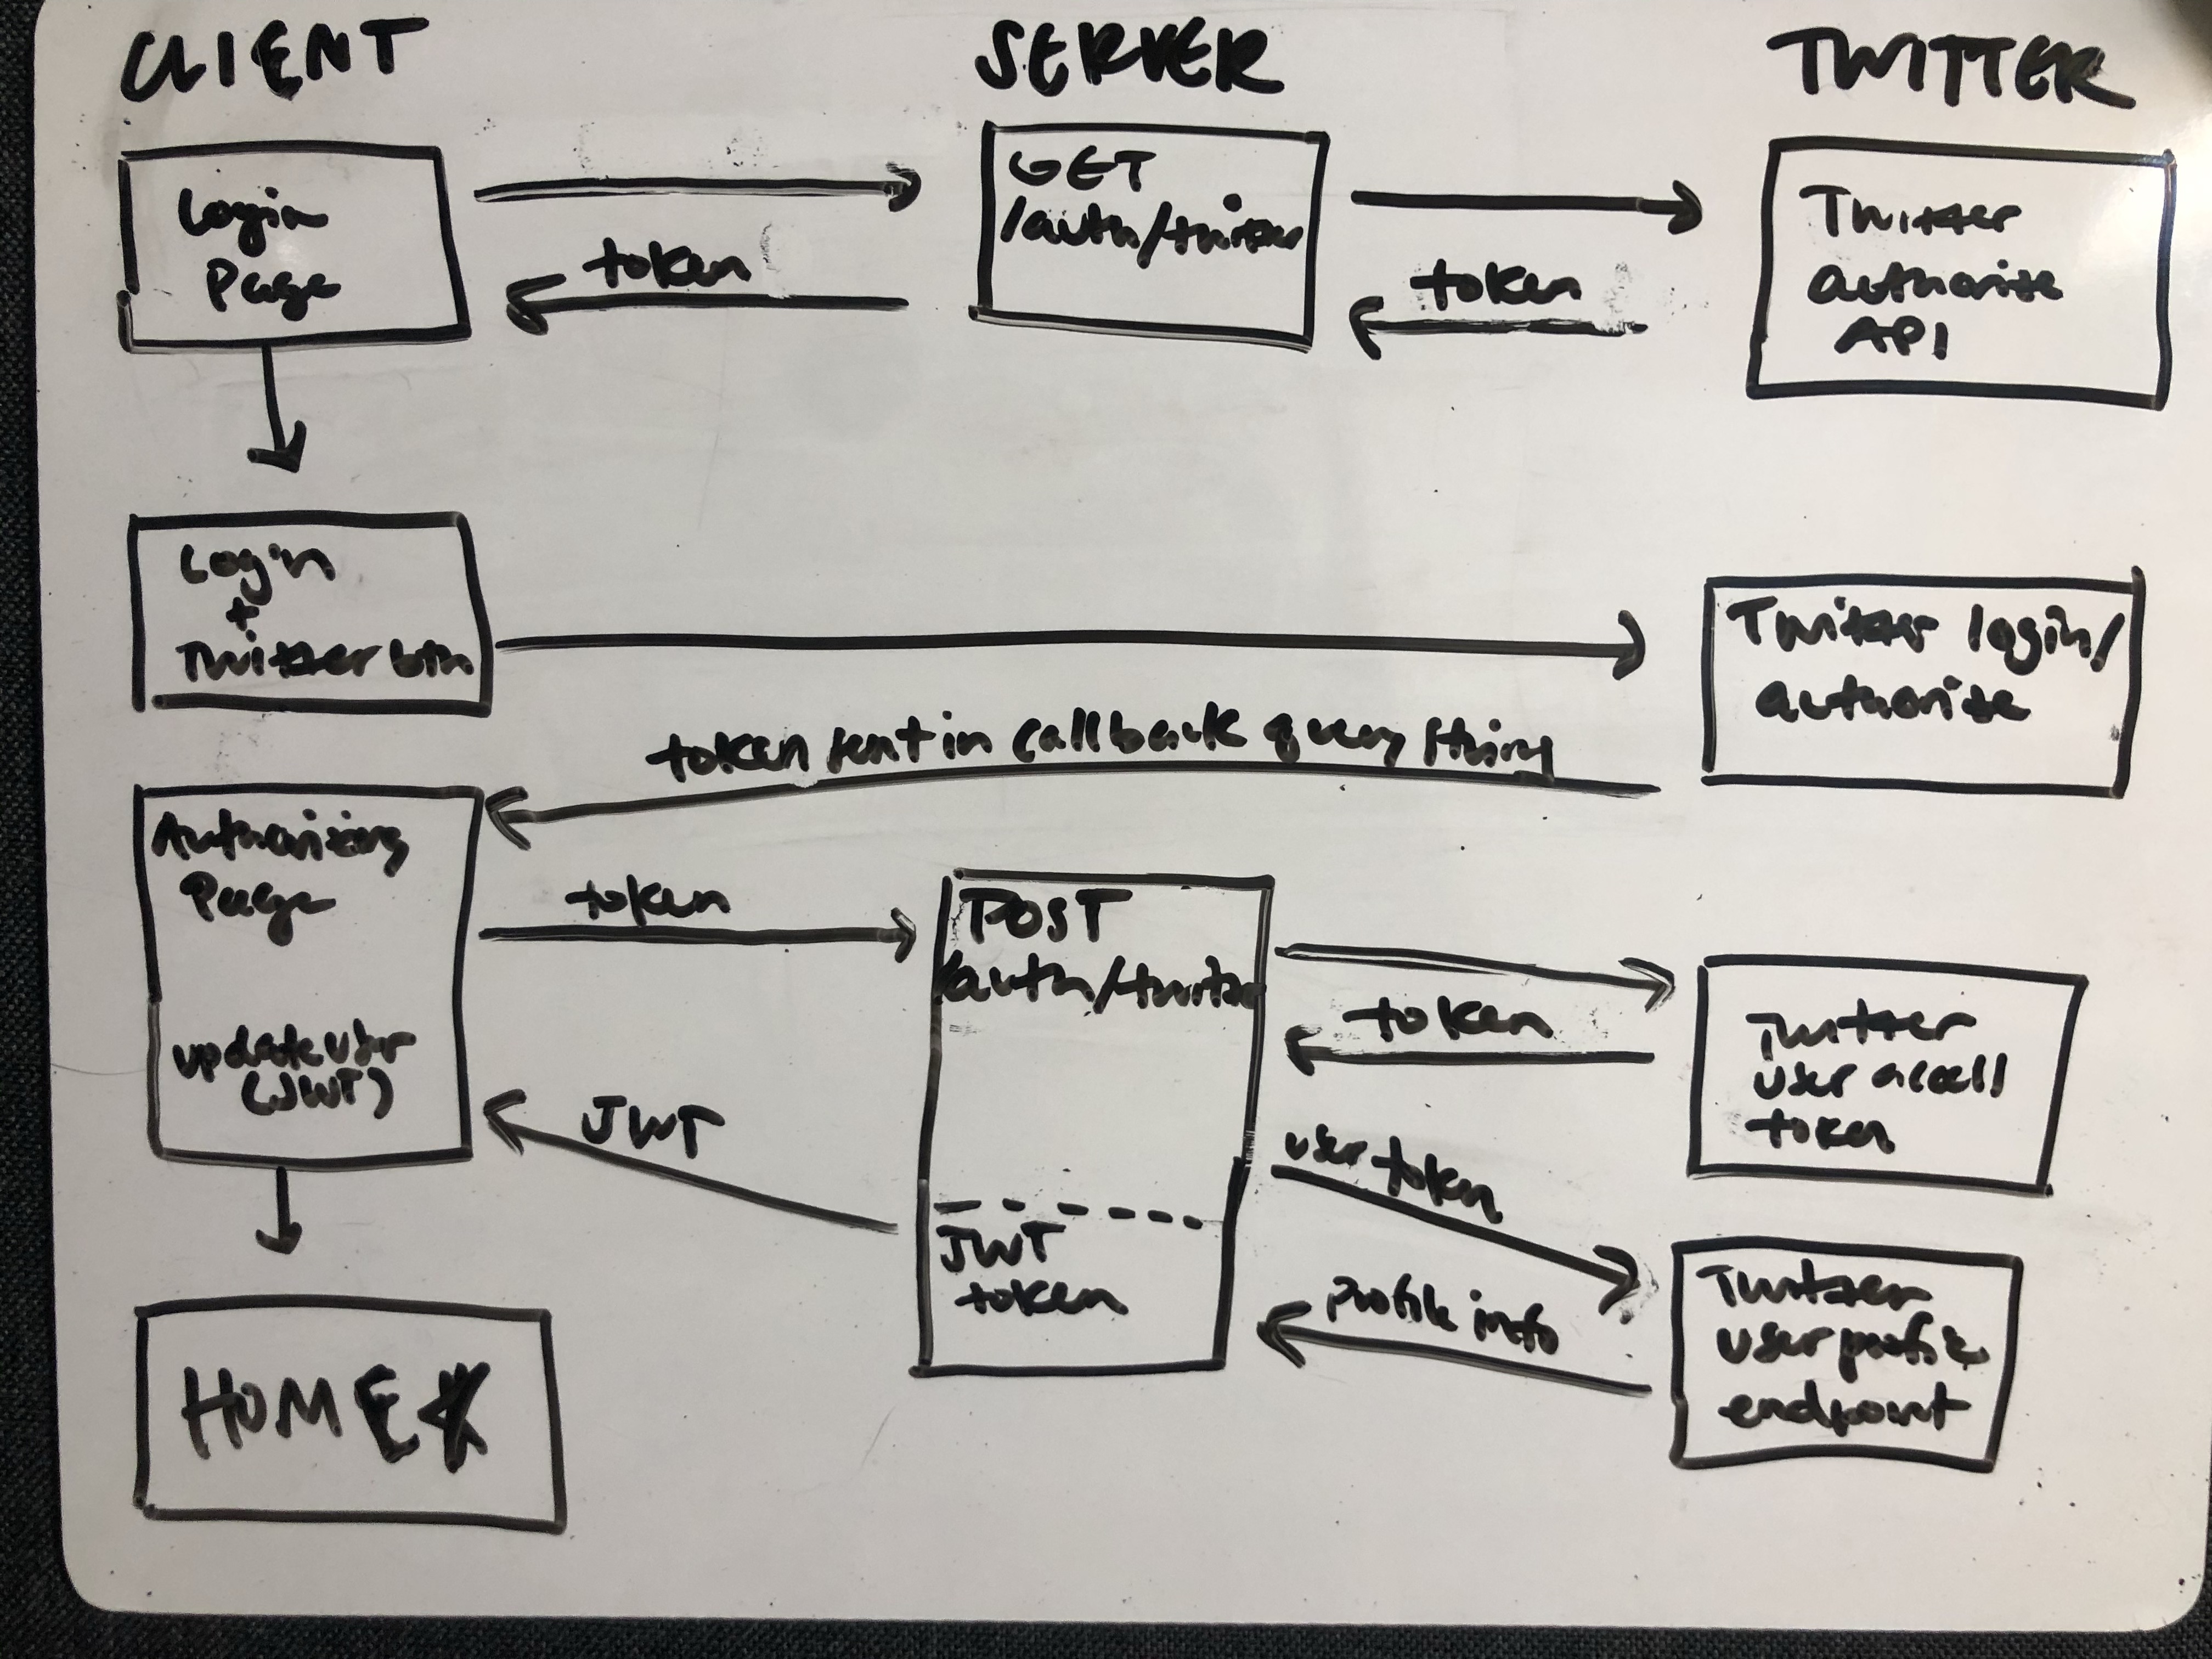 CLIENT
SERVER
TWITTER
Login
Page
token
GET
/auth/twitter
token
Twitter
authorize
API
Login
+
Twitter btn
Twitter login/
authorize
token sent in callback query string
Authorizing
Page
update user
(JWT)
token
JWT
POST
/auth/twitter
JWT
token
token
Twitter
user access
token
user token
profile info
Twitter
user profile
endpoint
HOME